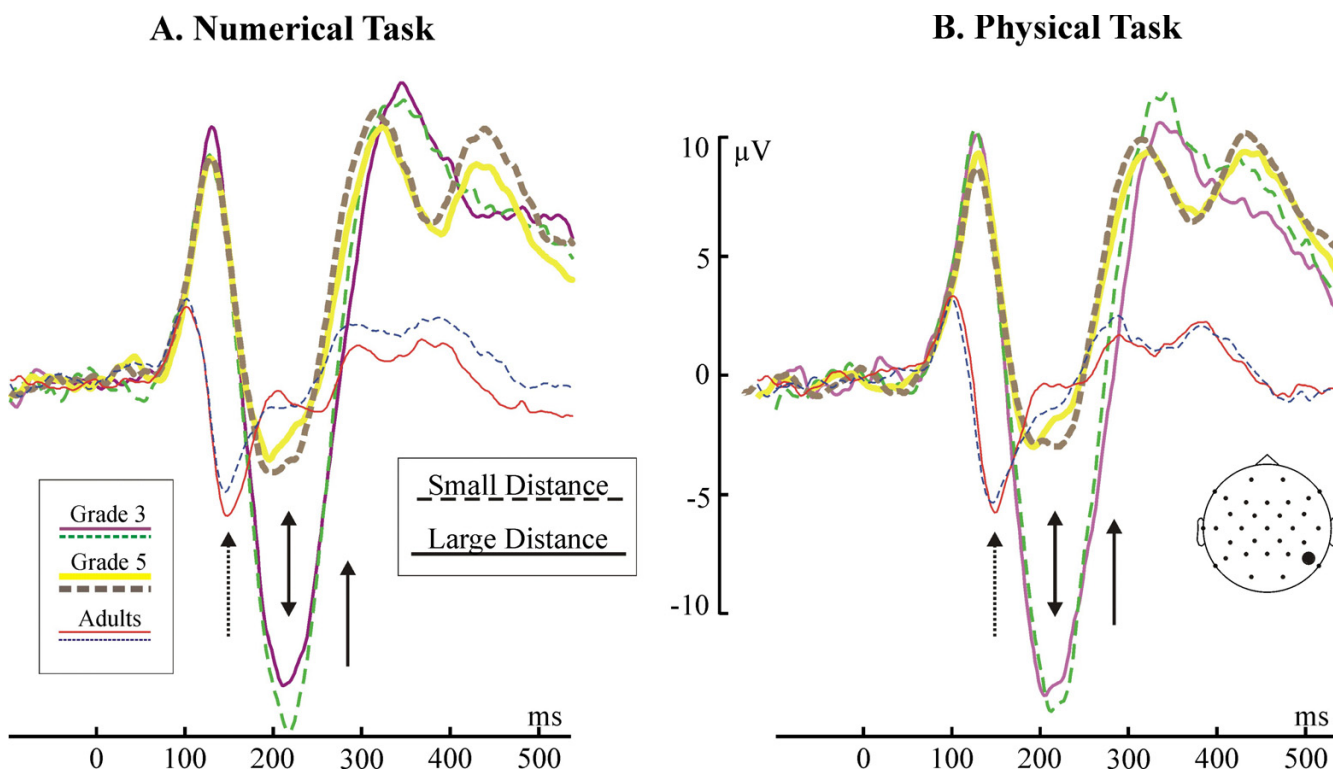 A. Numerical Task
B. Physical Task
Grade 3
Grade 5
Adults
Small Distance
Large Distance
ms
0 100 200 300 400 500
10 µV
5
0
-5
-10
ms
0 100 200 300 400 500